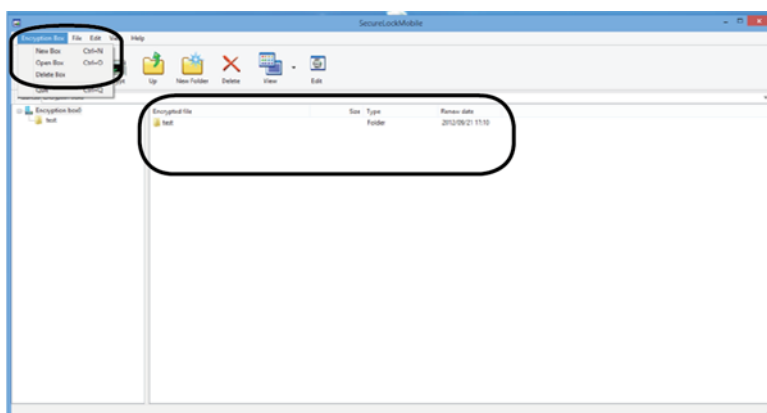 SecureLockMobile
Encryption Box File Edit Help
New Box Ctrl+N
Open Box Ctrl+O
Delete Box
Ctrl+Q
Up New Folder Delete View Edit
Encryption box0
test
Encrypted file Size Type Renew date
test Folder 2012/09/21 17:10